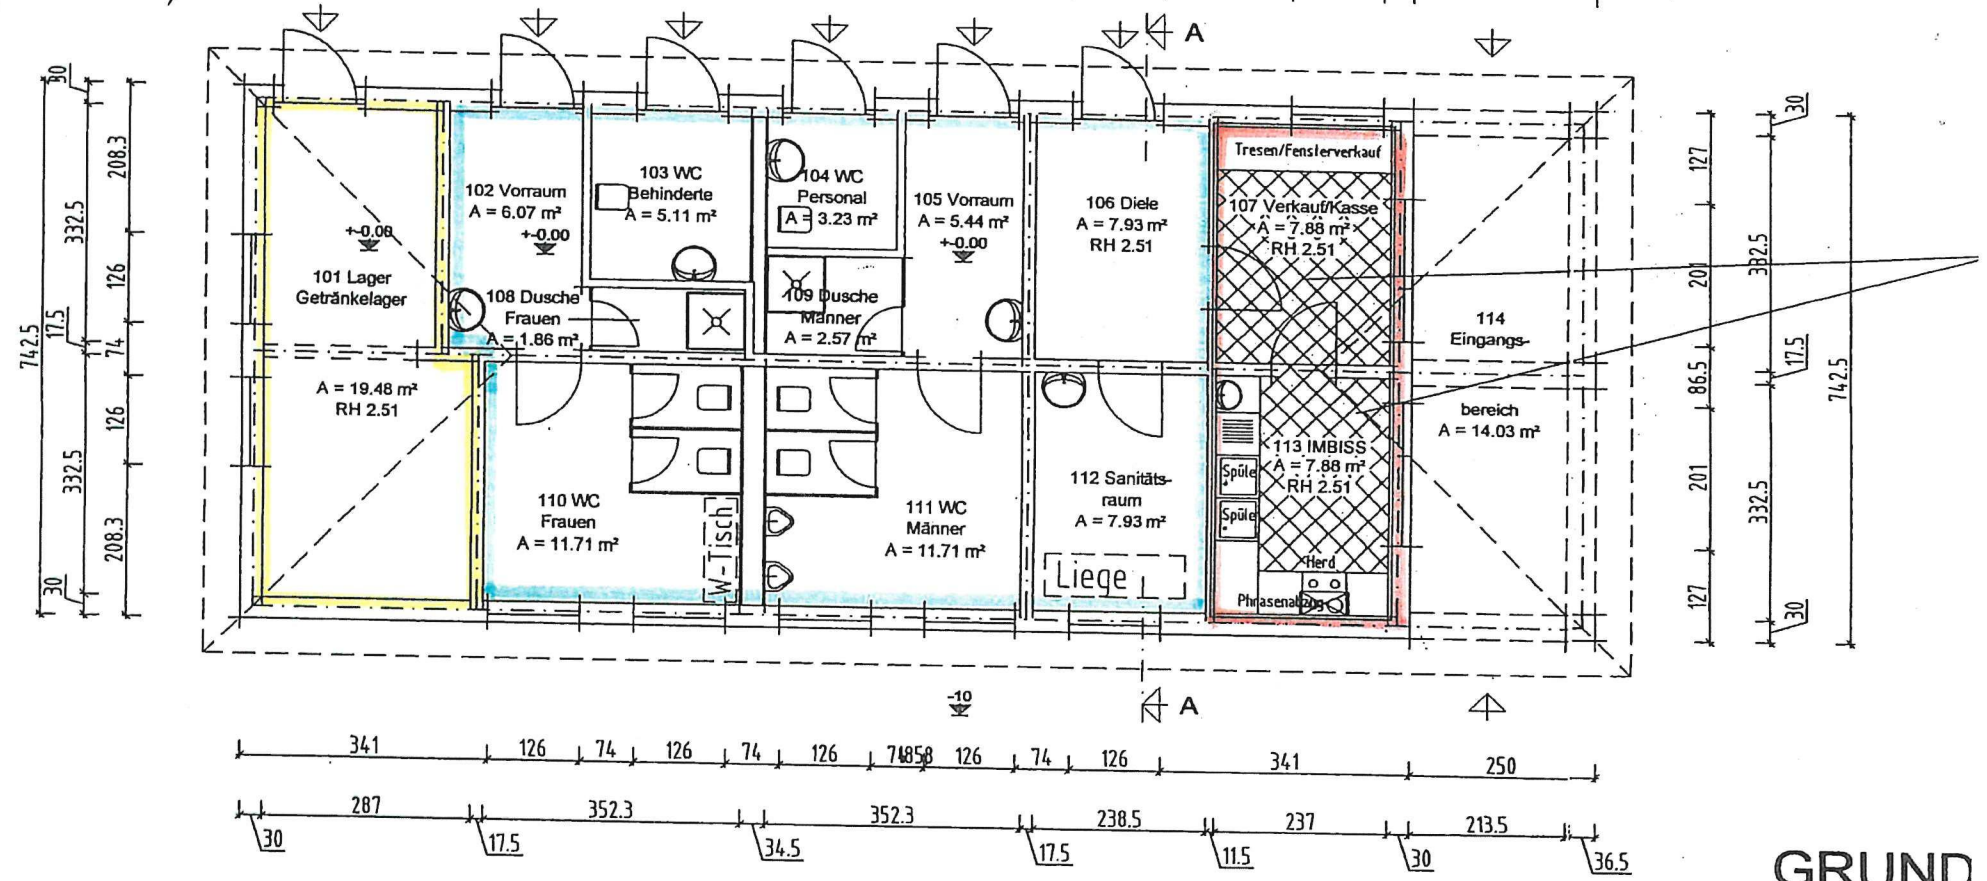 A
Tresen/Fensterverkauf
101 Lager
Getränkelager
+-0.00
A = 19.48 m²
RH 2.51
102 Vorraum
A = 6.07 m²
+-0.00
103 WC
Behinderte
A = 5.11 m²
104 WC
Personal
A = 3.23 m²
105 Vorraum
A = 5.44 m²
+-0.00
106 Diele
A = 7.93 m²
RH 2.51
107 Verkauf/Kasse
A = 7.88 m²
RH 2.51
108 Dusche
Frauen
A = 1.86 m²
109 Dusche
Männer
A = 2.57 m²
114
Eingangs-
bereich
A = 14.03 m²
110 WC
Frauen
A = 11.71 m²
W-Tisch
111 WC
Männer
A = 11.71 m²
112 Sanitäts-
raum
A = 7.93 m²
Liege
113 IMBISS
A = 7.88 m²
RH 2.51
Spüle
Spüle
Herd
Phrasenabzug
-10
A
742.5
30
332.5
17.5
332.5
30
208.3
126
74
126
208.3
127
201
86.5
201
127
30
332.5
17.5
332.5
30
742.5
341
126
74
126
74
126
126
74
126
341
250
30
287
17.5
352.3
34.5
352.3
17.5
238.5
11.5
237
30
213.5
36.5
GRUND